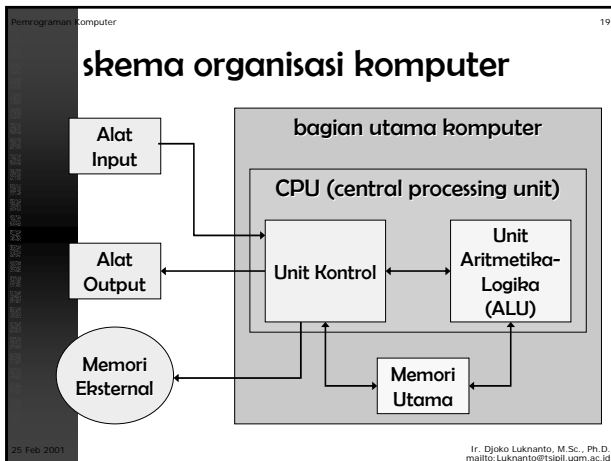 Pemrograman Komputer
19
skema organisasi komputer
Alat
Input
bagian utama komputer
CPU (central processing unit)
Alat
Output
Unit Kontrol
Unit
Aritmetika-
Logika
(ALU)
Memori
Eksternal
Memori
Utama
25 Feb 2001
Ir. Djoko Luknanto, M.Sc., Ph.D.
mailto:Luknanto@tsipil.ugm.ac.id